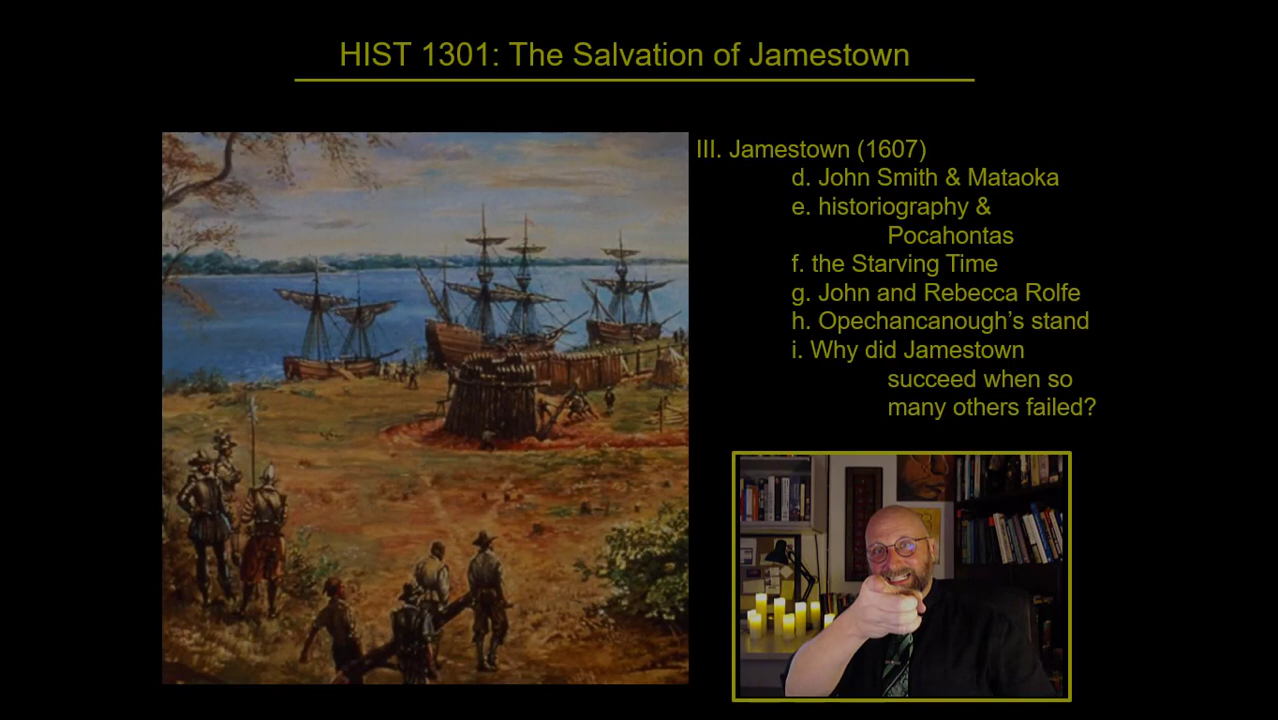 HIST 1301: The Salvation of Jamestown
III. Jamestown (1607)
d. John Smith & Mataoka
e. historiography &
Pocahontas
f. the Starving Time
g. John and Rebecca Rolfe
h. Opechancanough's stand
i. Why did Jamestown
succeed when so
many others failed?